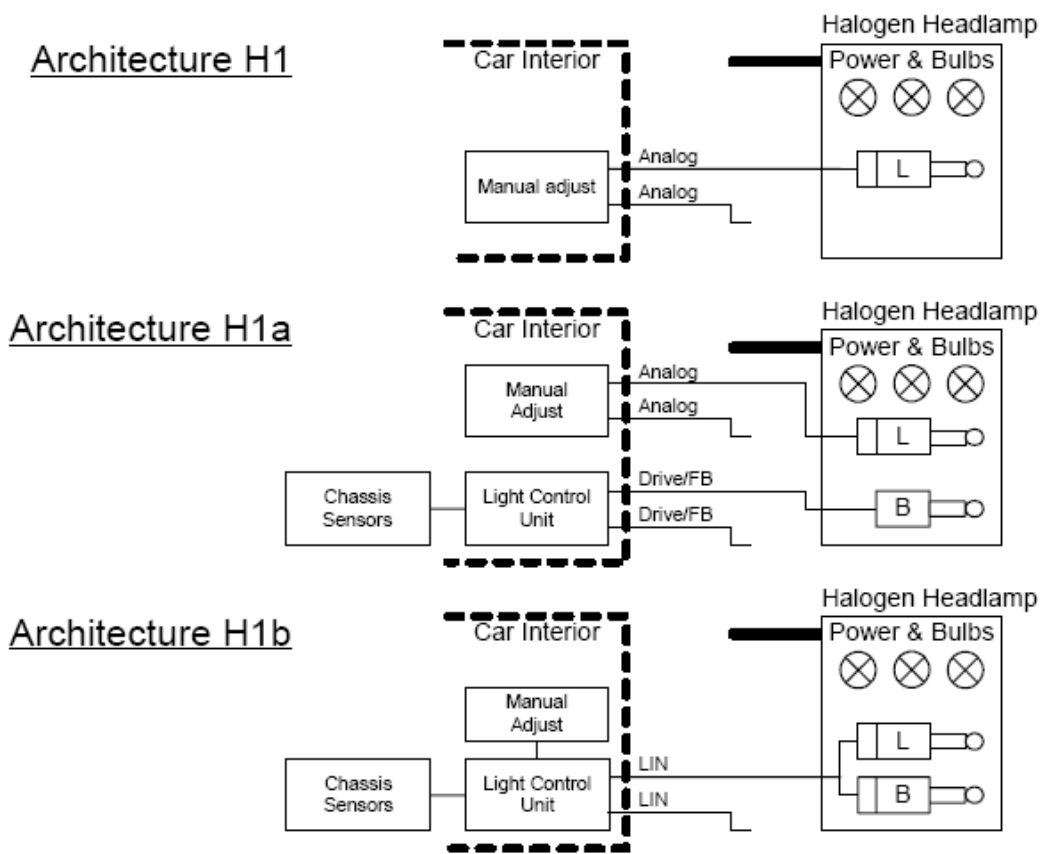 Architecture H1
Car Interior
Halogen Headlamp
Power & Bulbs
Manual adjust
Analog
Analog
L
Architecture H1a
Car Interior
Halogen Headlamp
Power & Bulbs
Manual
Adjust
Analog
Analog
L
Chassis
Sensors
Light Control
Unit
Drive/FB
Drive/FB
B
Architecture H1b
Car Interior
Halogen Headlamp
Power & Bulbs
Manual
Adjust
L
Chassis
Sensors
Light Control
Unit
LIN
LIN
B